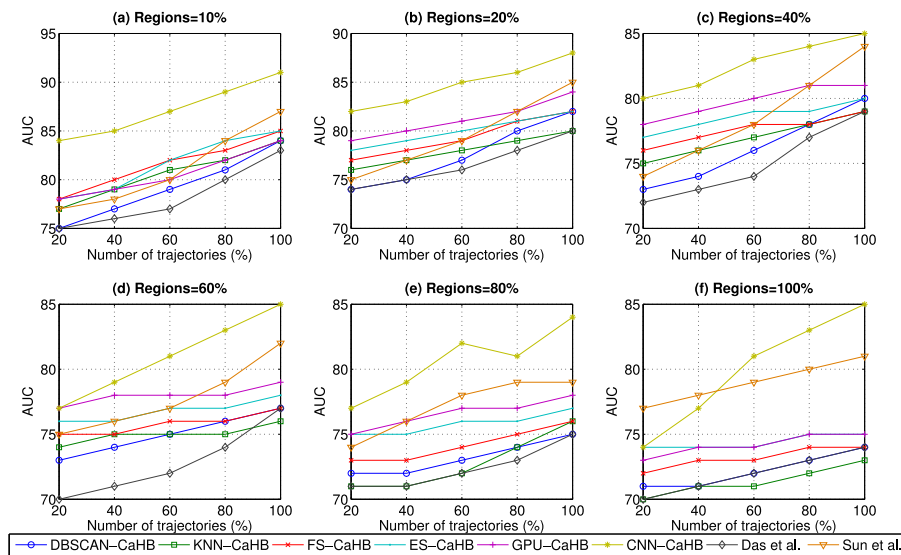 (a) Regions=10%
(b) Regions=20%
(c) Regions=40%
95
90
85
80
75
AUC
20 40 60 80 100
Number of trajectories (%)
90
85
80
75
70
AUC
20 40 60 80 100
Number of trajectories (%)
85
80
75
70
AUC
20 40 60 80 100
Number of trajectories (%)
(d) Regions=60%
(e) Regions=80%
(f) Regions=100%
85
80
75
70
AUC
20 40 60 80 100
Number of trajectories (%)
85
80
75
70
AUC
20 40 60 80 100
Number of trajectories (%)
85
80
75
70
AUC
20 40 60 80 100
Number of trajectories (%)
DBSCAN−CaHB KNN−CaHB FS−CaHB ES−CaHB GPU−CaHB CNN−CaHB Das et al. Sun et al.